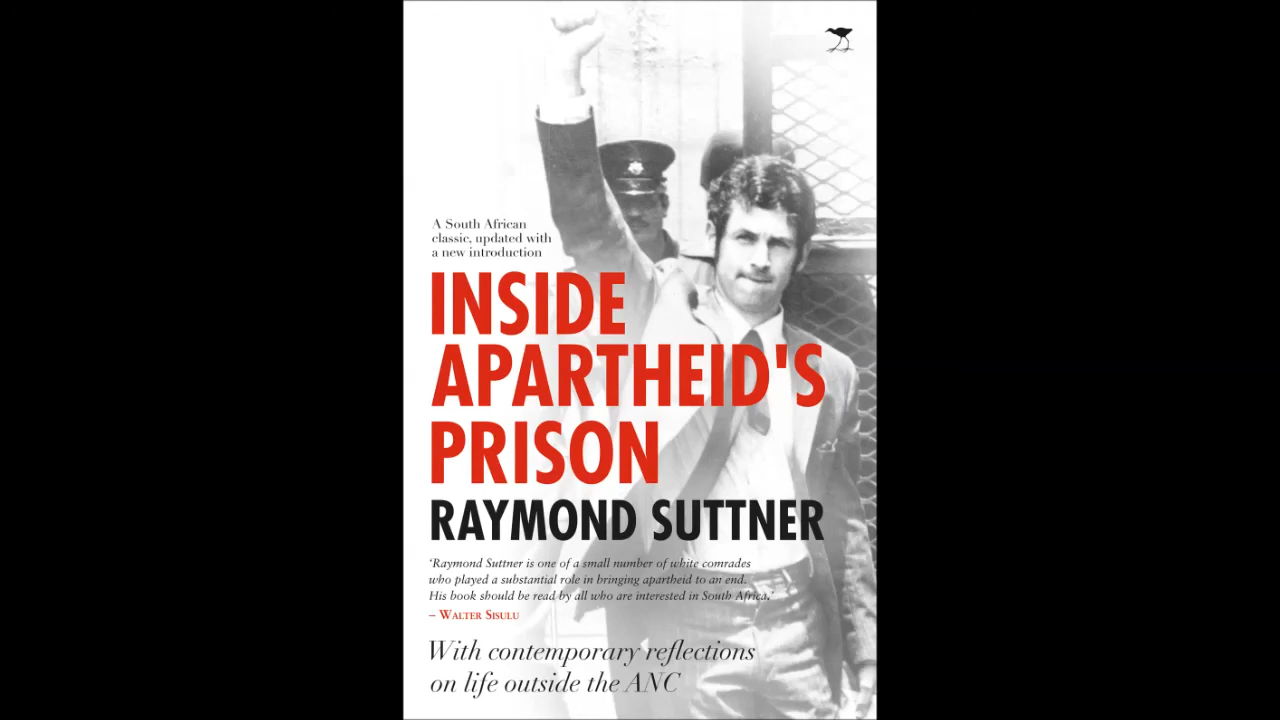 A South African
classic, updated with
a new introduction
INSIDE
APARTHEID'S
PRISON
RAYMOND SUTTNER
'Raymond Suttner is one of a small number of white comrades
who played a substantial role in bringing apartheid to an end.
His book should be read by all who are interested in South Africa.'
– WALTER SISULU
With contemporary reflections
on life outside the ANC